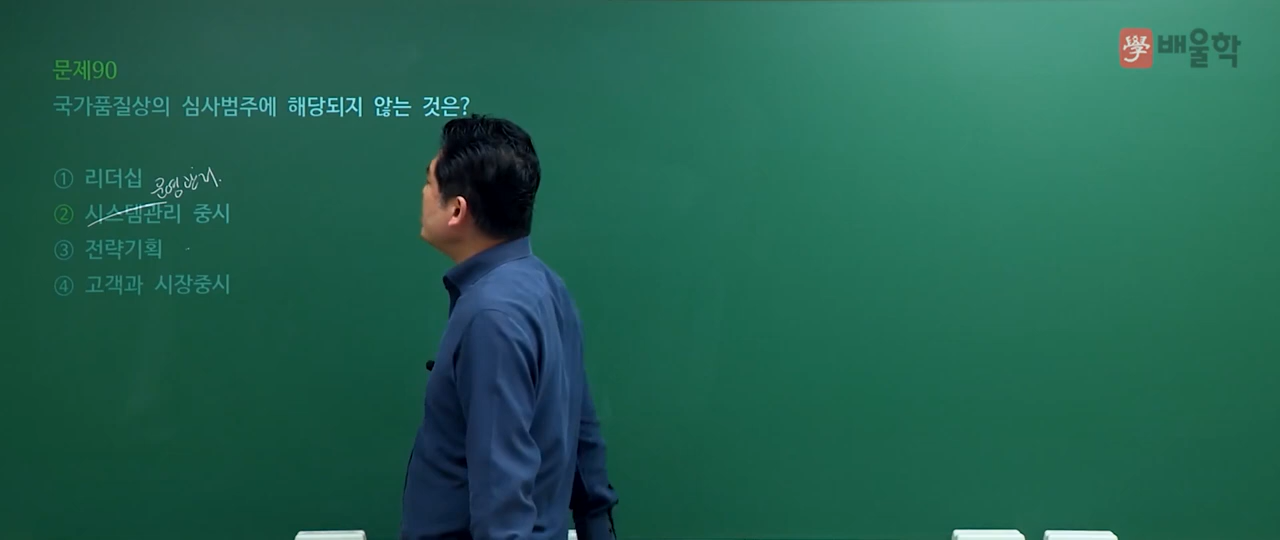 學 배울학
문제90
국가품질상의 심사범주에 해당되지 않는 것은?
① 리더십
운영관리.
② 시스템관리 중시
③ 전략기획
④ 고객과 시장중시